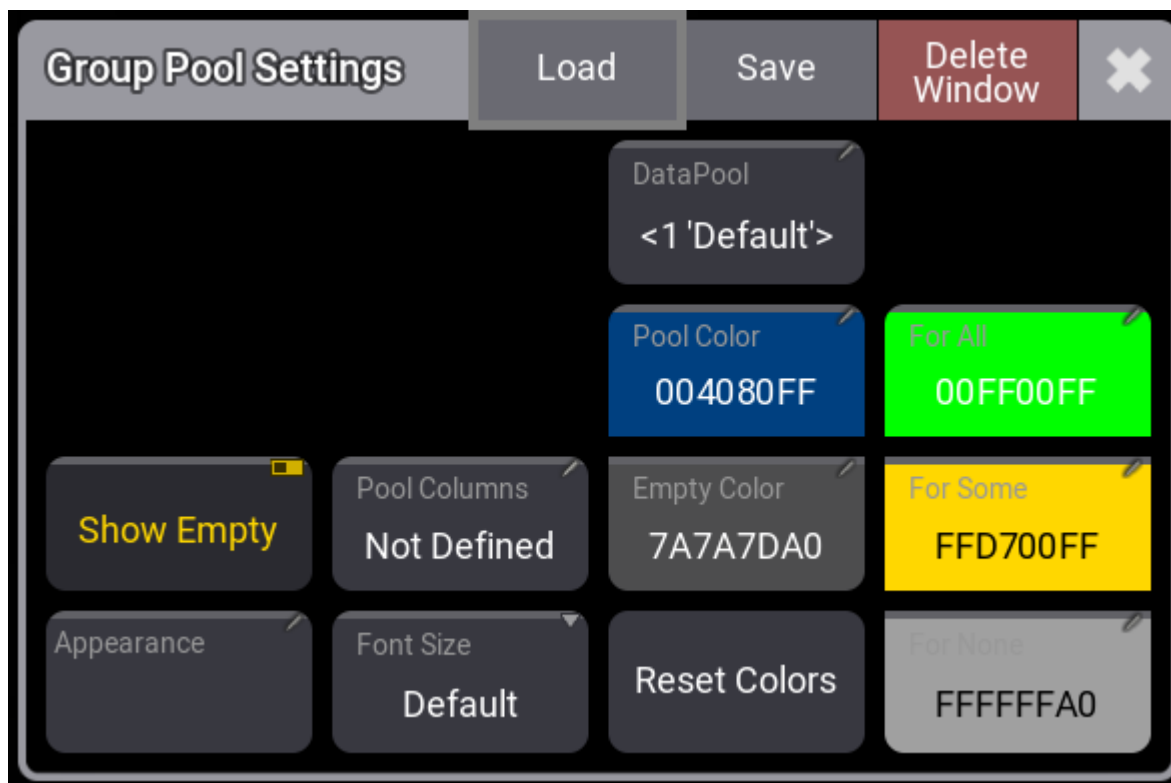 Group Pool Settings
Load
Save
Delete
Window
DataPool
<1 'Default'>
Pool Color
004080FF
For All
00FF00FF
Show Empty
Pool Columns
Not Defined
Empty Color
7A7A7DA0
For Some
FFD700FF
Appearance
Font Size
Default
Reset Colors
For None
FFFFFFA0